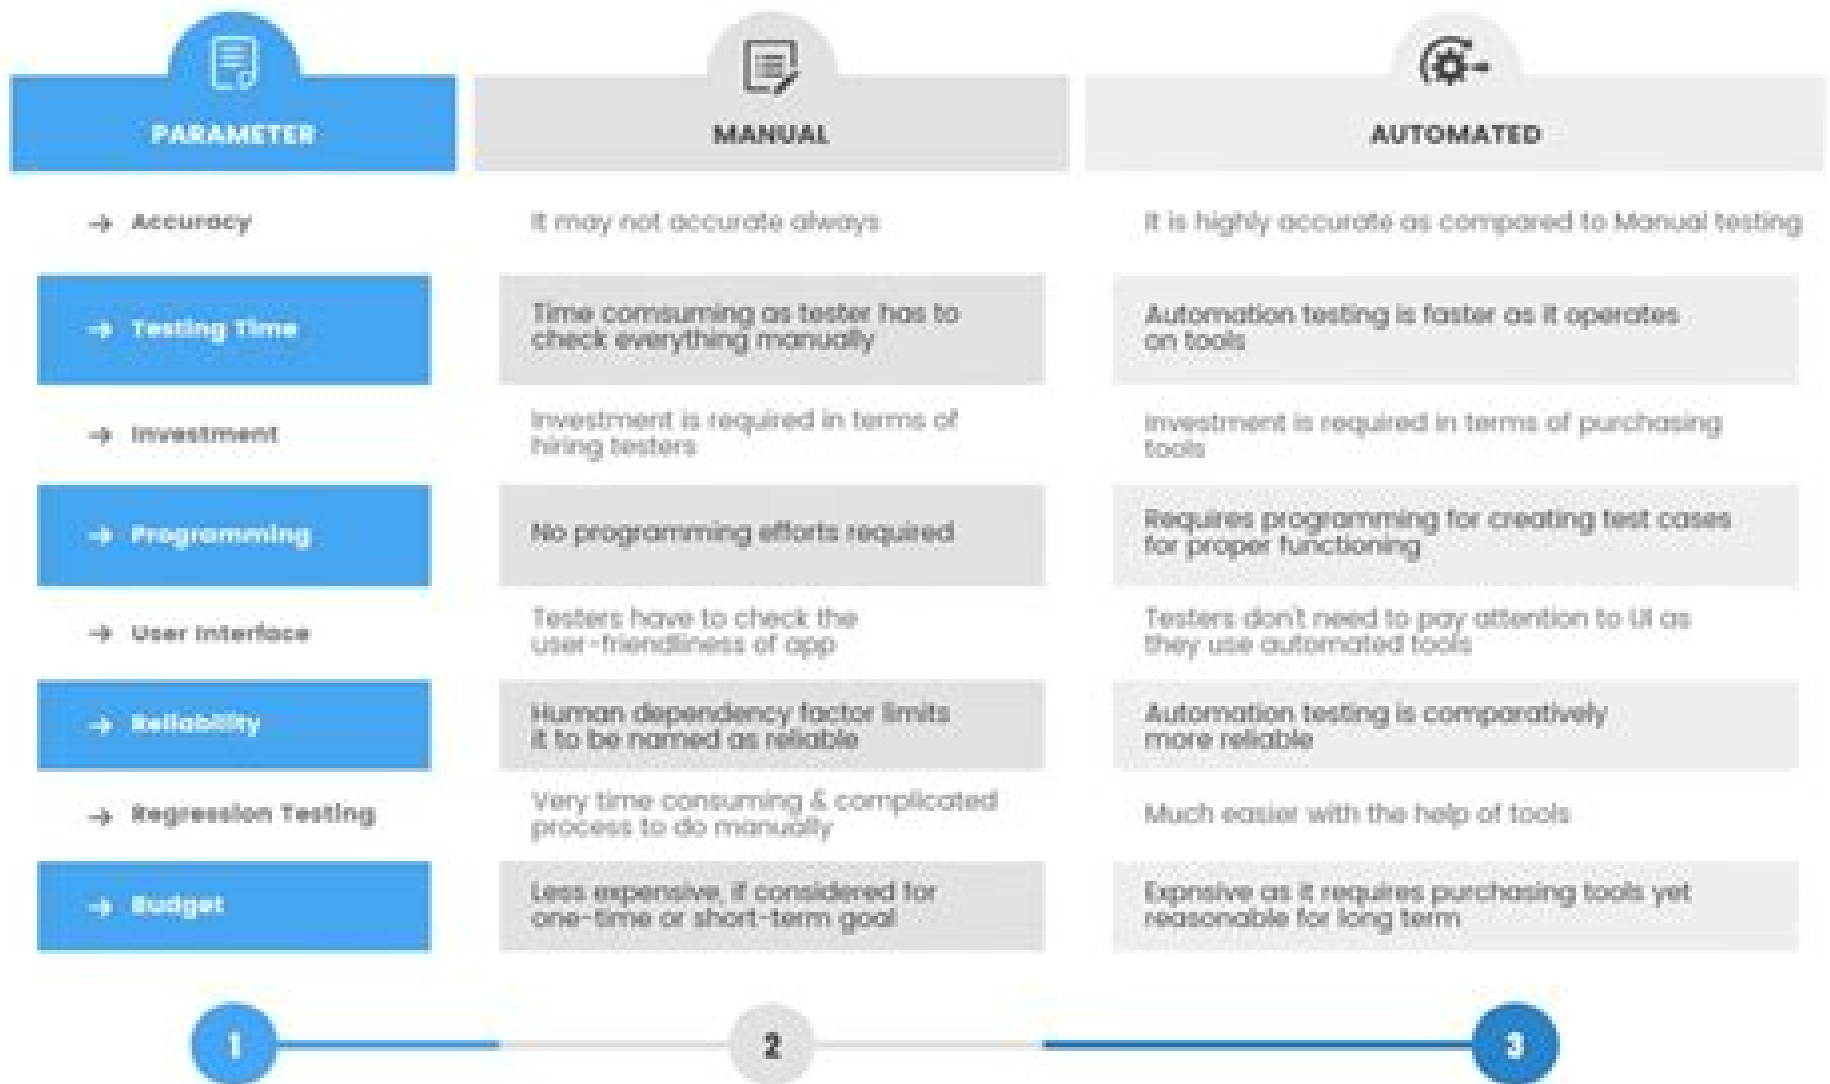 PARAMETER
MANUAL
AUTOMATED
→ Accuracy
It may not accurate always
It is highly accurate as compared to Manual testing
→ Testing Time
Time comsuming as tester has to
check everything manually
Automation testing is faster as it operates
on tools
→ Investment
Investment is required in terms of
hiring testers
Investment is required in terms of purchasing
tools
→ Programming
No programming efforts required
Requires programming for creating test cases
for proper functioning
→ User Interface
Testers have to check the
user-friendliness of app
Testers don't need to pay attention to UI as
they use automated tools
→ Reliability
Human dependency factor limits
it to be named as reliable
Automation testing is comparatively
more reliable
→ Regression Testing
Very time consuming & complicated
process to do manually
Much easier with the help of tools
→ Budget
Less expensive, if considered for
one-time or short-term goal
Expnsive as it requires purchasing tools yet
reasonable for long term
1
2
3